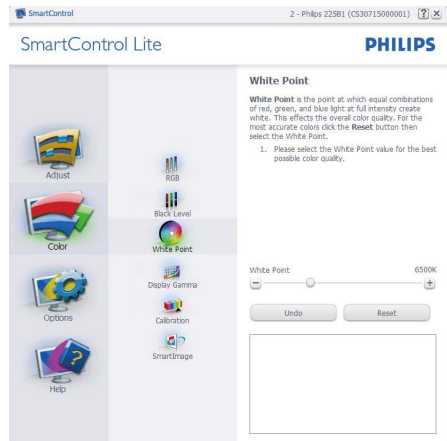 SmartControl
2 - Philips 225B1 (C530715000001)
SmartControl Lite
PHILIPS
Adjust
Color
Options
Help
RGB
Black Level
White Point
Display Gamma
Calibration
SmartImage
White Point
White Point is the point at which equal combinations
of red, green, and blue light at full intensity create
white. This effects the overall color quality. For the
most accurate colors click the Reset button then
select the White Point.
1. Please select the White Point value for the best
possible color quality.
White Point 6500K
Undo
Reset